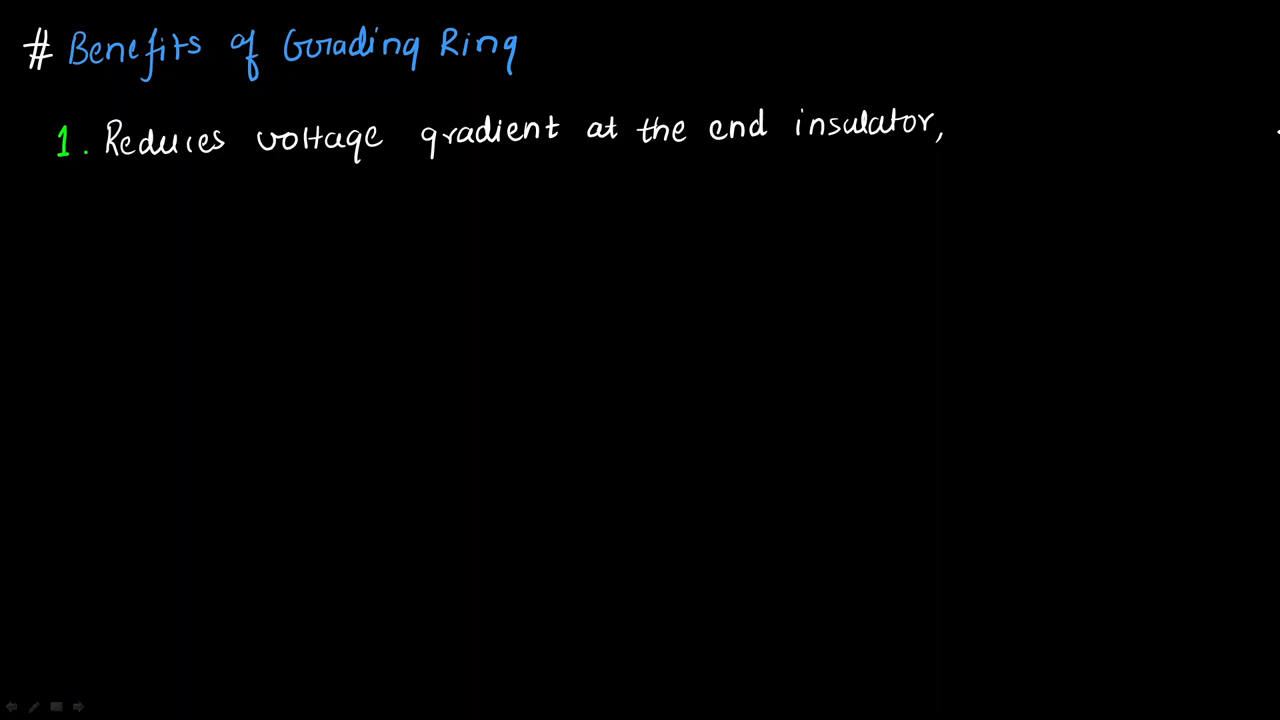 # Benefits of Grading Ring
1. Reduces voltage gradient at the end insulator,